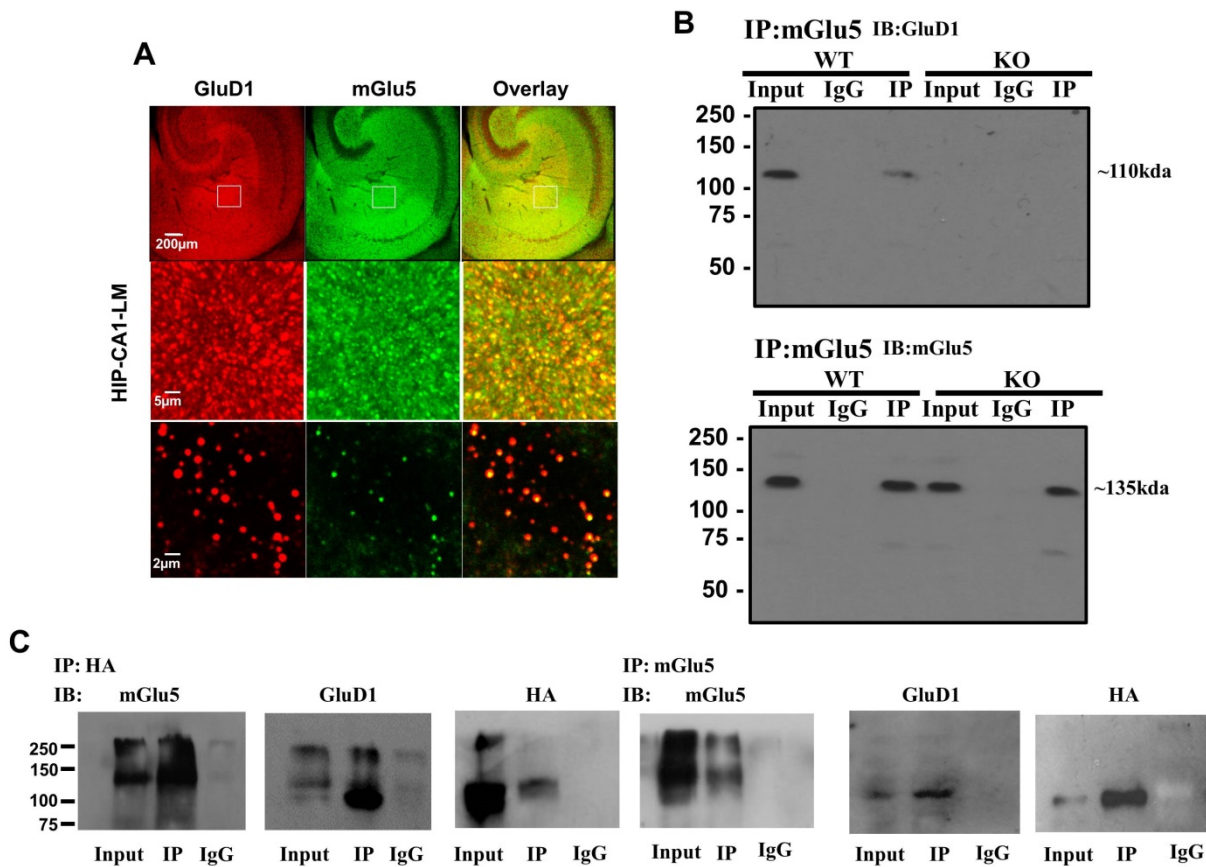 A
GluD1 mGlu5 Overlay
200µm
HIP-CA1-LM
5µm
2µm
B
IP:mGlu5 IB:GluD1
WT KO
Input IgG IP Input IgG IP
250 -
150 -
100 -
75 -
50 -
~110kda
IP:mGlu5 IB:mGlu5
WT KO
Input IgG IP Input IgG IP
250 -
150 -
100 -
75 -
50 -
~135kda
C
IP: HA IP: mGlu5
IB: mGlu5 GluD1 HA IB: mGlu5 GluD1 HA
250
150
100
75
Input IP IgG Input IP IgG Input IP IgG Input IP IgG Input IP IgG Input IP IgG